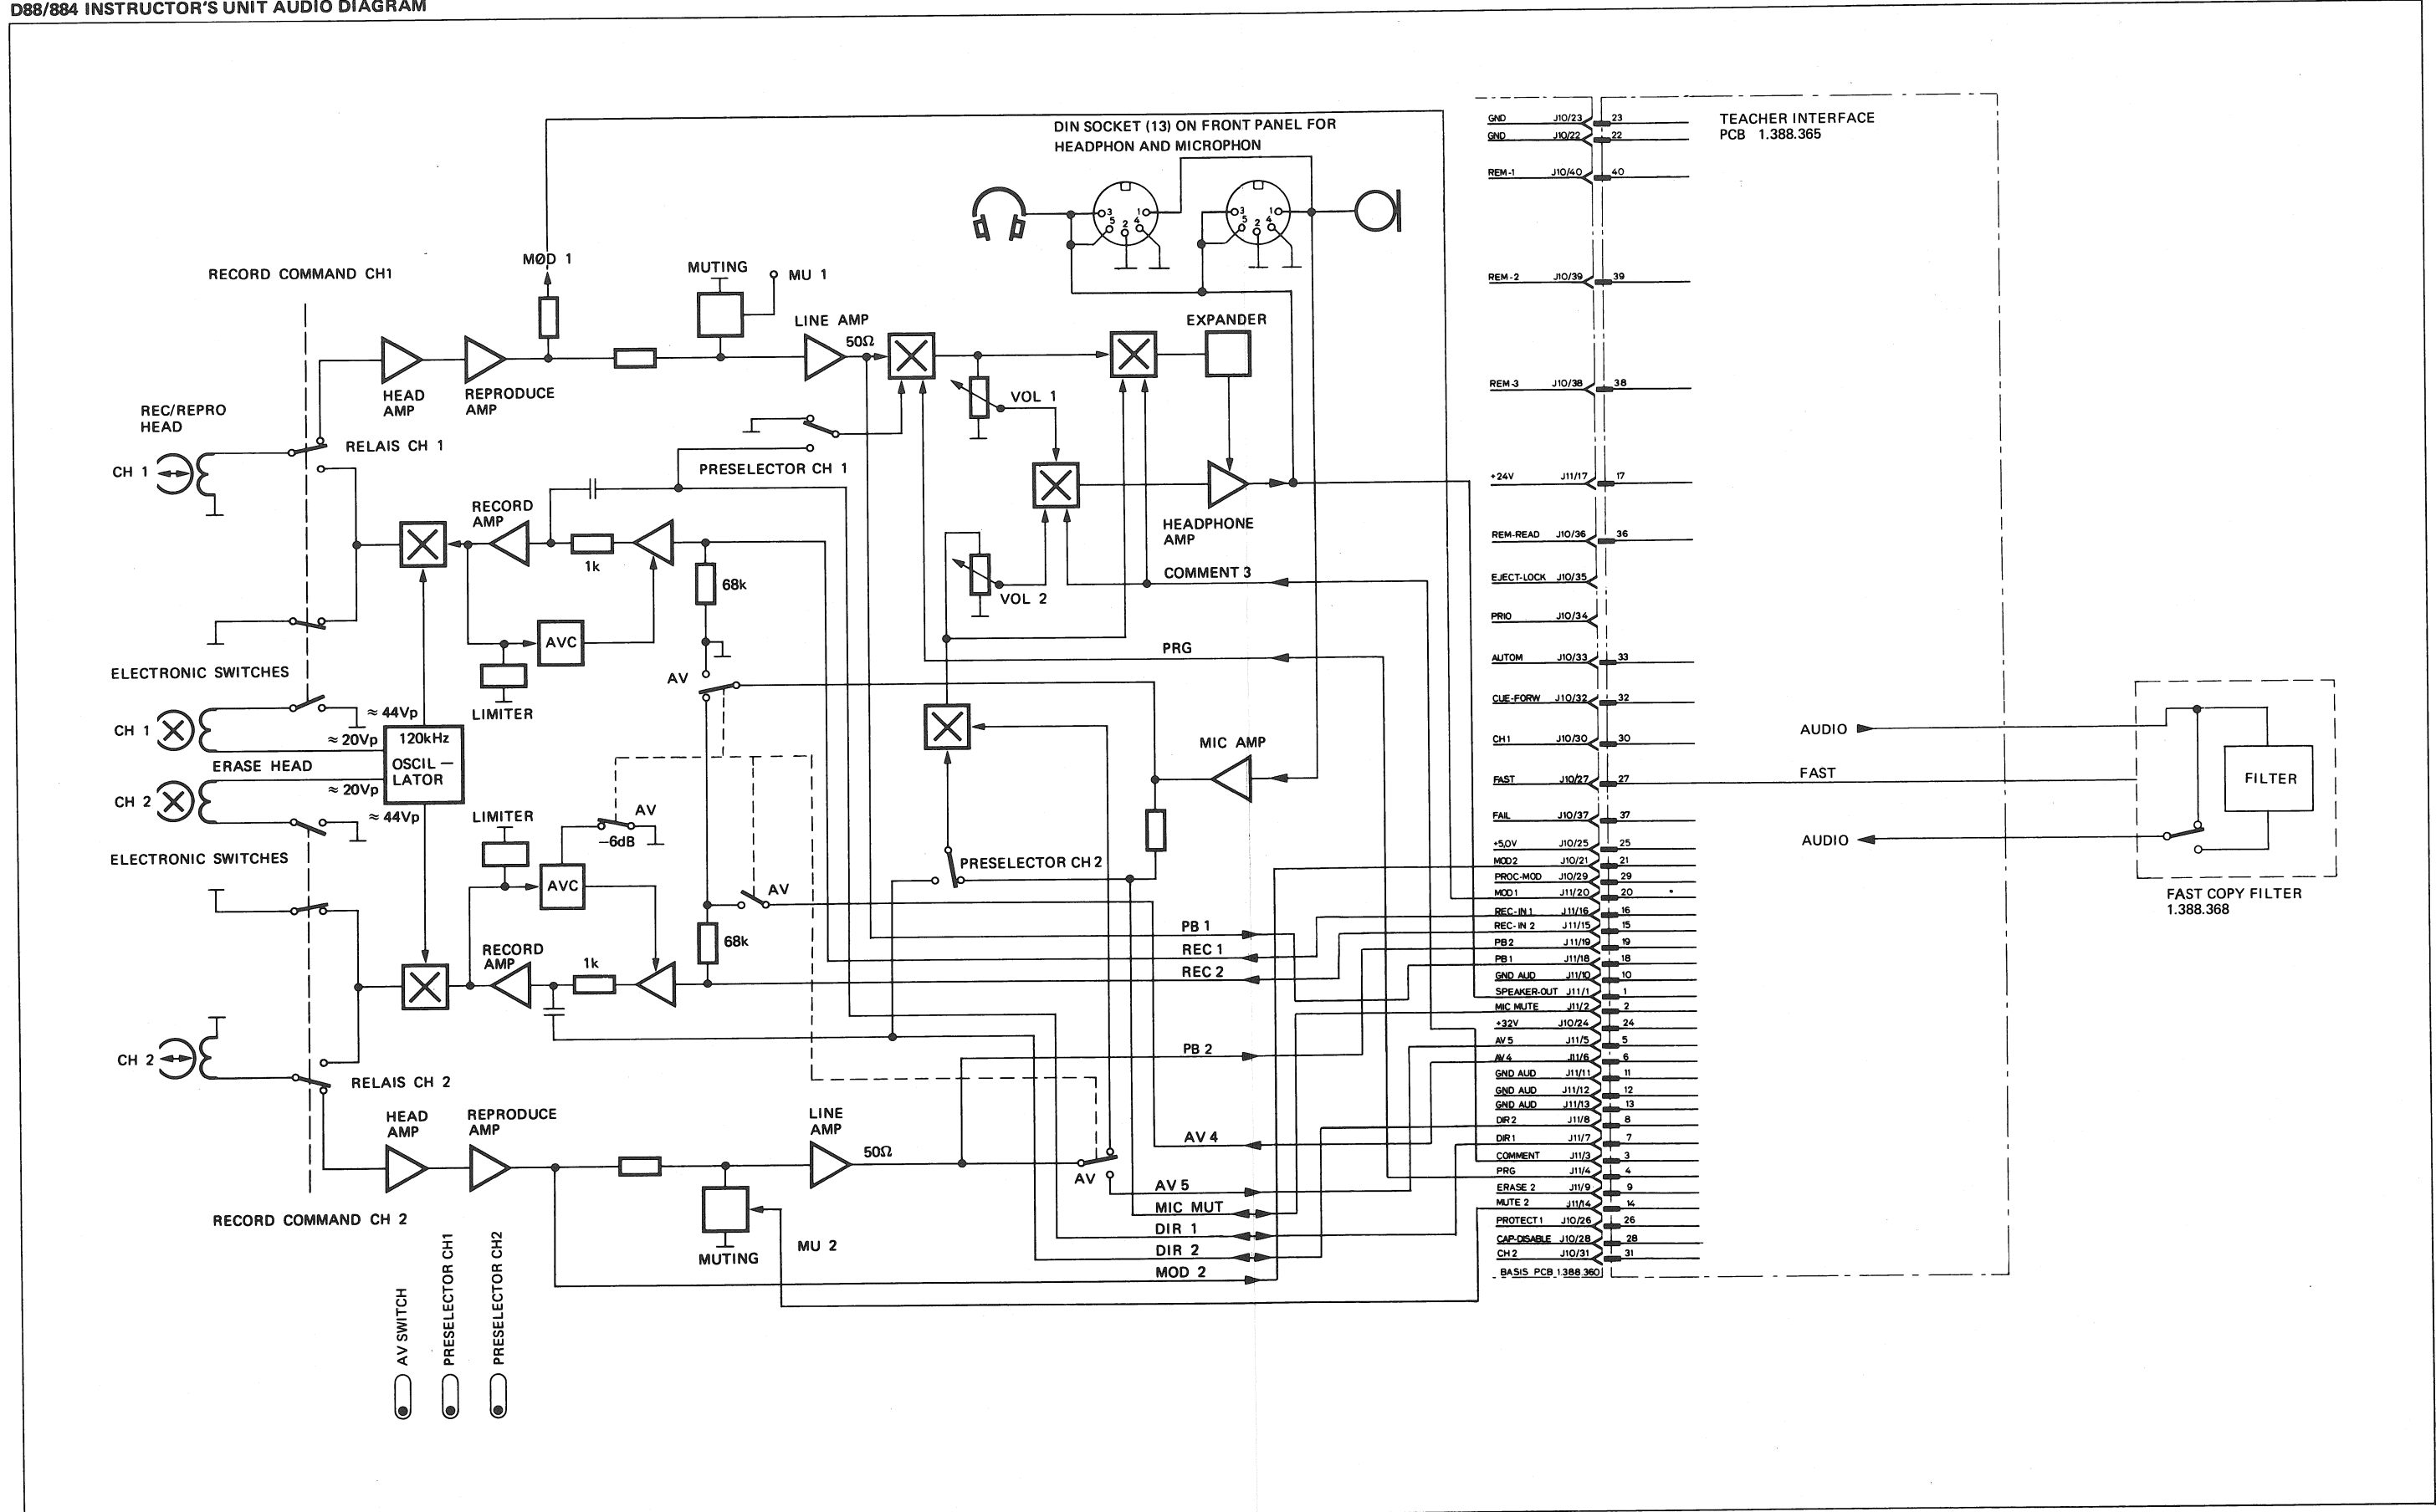 D88/884 INSTRUCTOR'S UNIT AUDIO DIAGRAM
DIN SOCKET (13) ON FRONT PANEL FOR
HEADPHON AND MICROPHON
3 1
5 2 4
3 1
5 2 4
RECORD COMMAND CH1
MØD 1
MUTING
MU 1
LINE AMP
50Ω
EXPANDER
HEAD
AMP
REPRODUCE
AMP
VOL 1
REC/REPRO
HEAD
RELAIS CH 1
CH 1
PRESELECTOR CH 1
RECORD
AMP
1k
HEADPHONE
AMP
68k
COMMENT 3
VOL 2
AVC
PRG
ELECTRONIC SWITCHES
AV
LIMITER
≈ 44Vp
CH 1
≈ 20Vp
120kHz
OSCIL –
LATOR
ERASE HEAD
MIC AMP
CH 2
≈ 20Vp
≈ 44Vp
LIMITER
AV
–6dB
ELECTRONIC SWITCHES
PRESELECTOR CH 2
AVC
AV
PB 1
68k
RECORD
AMP
1k
REC 1
REC 2
CH 2
PB 2
RELAIS CH 2
HEAD
AMP
REPRODUCE
AMP
LINE
AMP
50Ω
AV 4
AV
AV 5
MIC MUT
RECORD COMMAND CH 2
DIR 1
MU 2
DIR 2
MUTING
MOD 2
AV SWITCH
PRESELECTOR CH1
PRESELECTOR CH2
TEACHER INTERFACE
PCB 1.388.365
GND J10/23 23
GND J10/22 22
REM-1 J10/40 40
REM-2 J10/39 39
REM-3 J10/38 38
+24V J11/17 17
REM-READ J10/36 36
EJECT-LOCK J10/35
PRIO J10/34
AUTOM J10/33 33
CUE-FORW J10/32 32
CH1 J10/30 30
FAST J10/27 27
FAIL J10/37 37
+5,0V J10/25 25
MOD2 J10/21 21
PROC-MOD J10/29 29
MOD1 J11/20 20
REC-IN 1 J11/16 16
REC-IN 2 J11/15 15
PB2 J11/19 19
PB1 J11/18 18
GND AUD J11/10 10
SPEAKER-OUT J11/1 1
MIC MUTE J11/2 2
+32V J10/24 24
AV5 J11/5 5
AV4 J11/6 6
GND AUD J11/11 11
GND AUD J11/12 12
GND AUD J11/13 13
DIR2 J11/8 8
DIR1 J11/7 7
COMMENT J11/3 3
PRG J11/4 4
ERASE 2 J11/9 9
MUTE 2 J11/14 14
PROTECT1 J10/26 26
CAP-DISABLE J10/28 28
CH2 J10/31 31
BASIS PCB 1.388.360
AUDIO
FAST
FILTER
AUDIO
FAST COPY FILTER
1.388.368